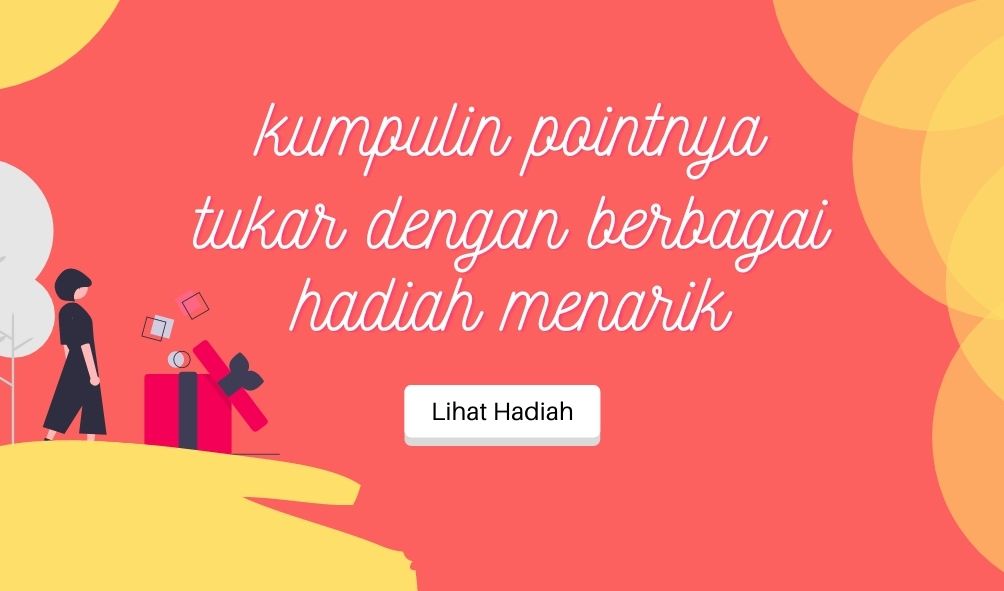 kumpulin pointnya
tukar dengan berbagai
hadiah menarik
Lihat Hadiah